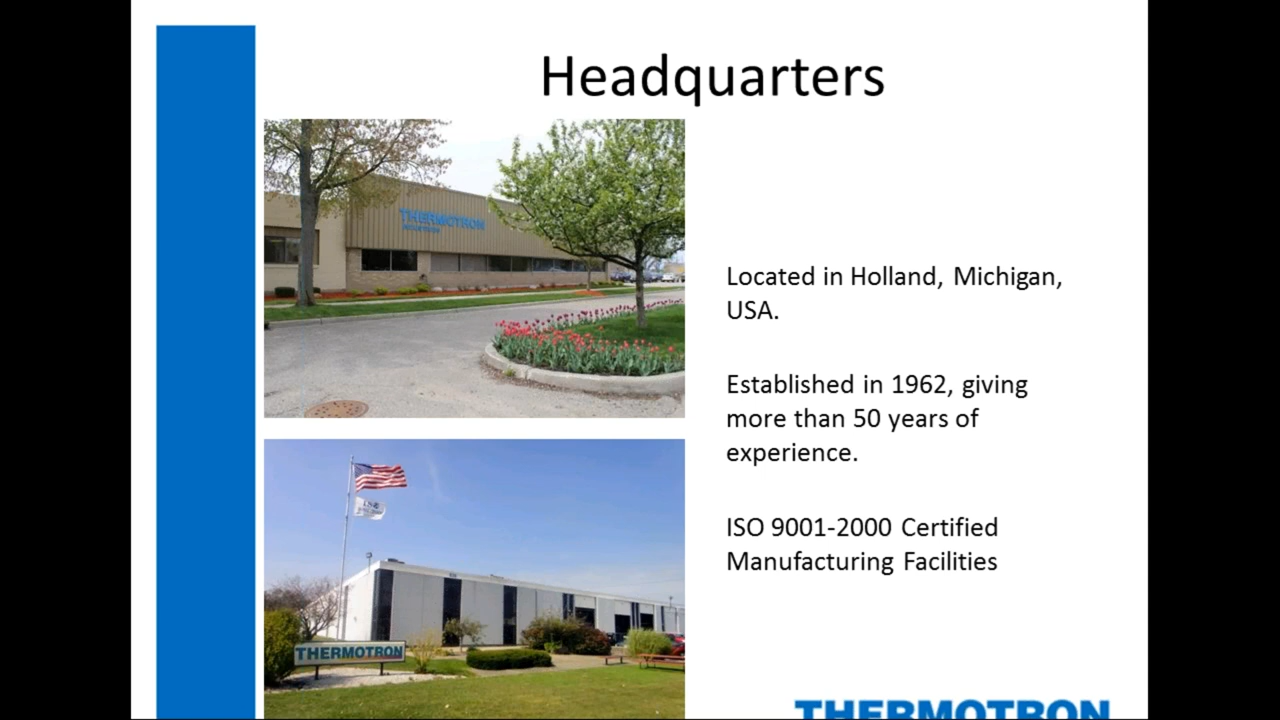 Headquarters
THERMOTRON
Located in Holland, Michigan,
USA.
Established in 1962, giving
more than 50 years of
experience.
ISO 9001-2000 Certified
Manufacturing Facilities
THERMOTRON
THERMOTRON